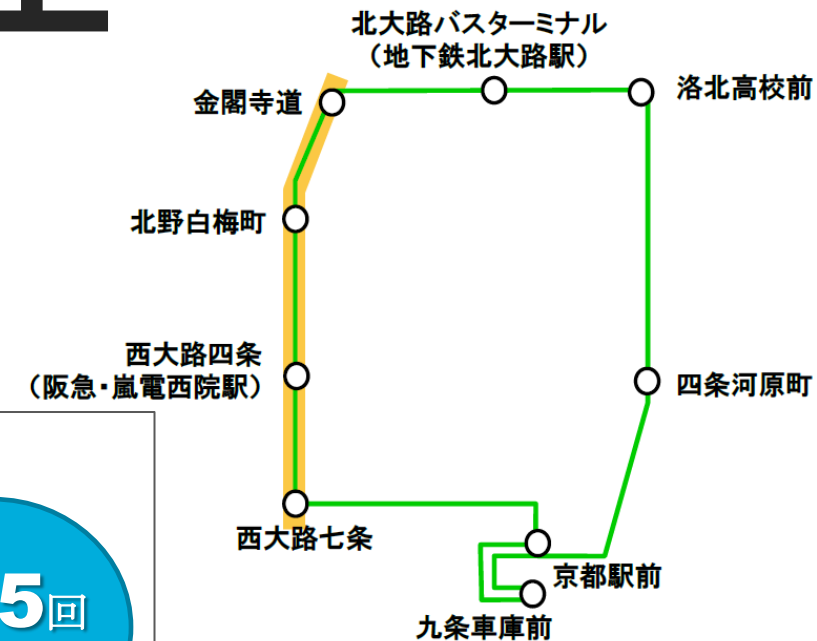 北大路バスターミナル
（地下鉄北大路駅）
金閣寺道
洛北高校前
北野白梅町
西大路四条
（阪急・嵐電西院駅）
四条河原町
西大路七条
京都駅前
九条車庫前
5回